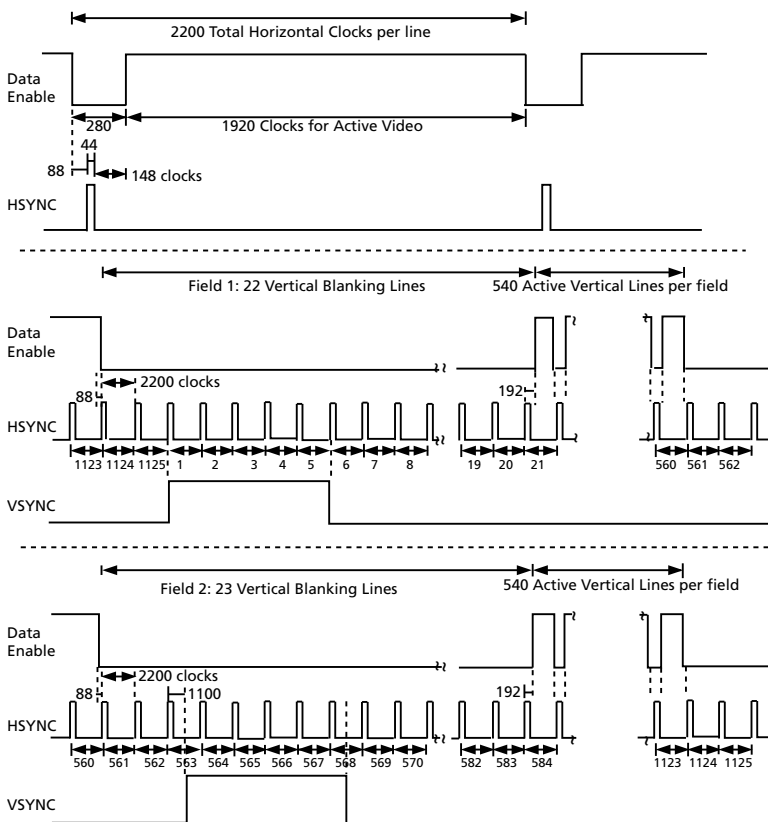 2200 Total Horizontal Clocks per line
Data
Enable
280
1920 Clocks for Active Video
44
88
148 clocks
HSYNC
Field 1: 22 Vertical Blanking Lines
540 Active Vertical Lines per field
Data
Enable
2200 clocks
88
192
HSYNC
1123 1124 1125 1 2 3 4 5 6 7 8 19 20 21 560 561 562
VSYNC
Field 2: 23 Vertical Blanking Lines
540 Active Vertical Lines per field
Data
Enable
2200 clocks
88
1100
192
HSYNC
560 561 562 563 564 565 566 567 568 569 570 582 583 584 1123 1124 1125
VSYNC